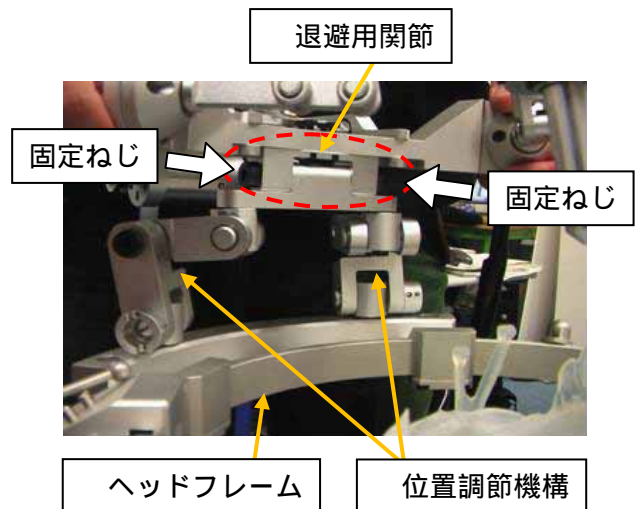 退避用関節
固定ねじ
固定ねじ
ヘッドフレーム
位置調節機構